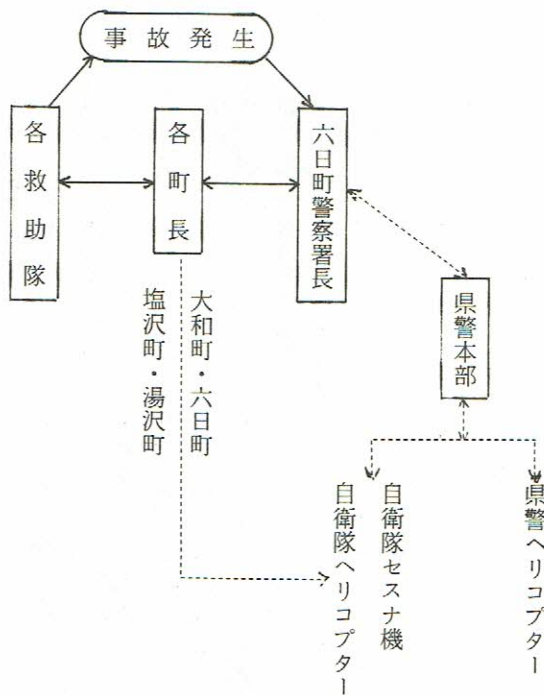 事故発生
六日町警察署長
各町長
各救助隊
県警本部
大和町・六日町
塩沢町・湯沢町
県警ヘリコプター
自衛隊セスナ機
自衛隊ヘリコプター